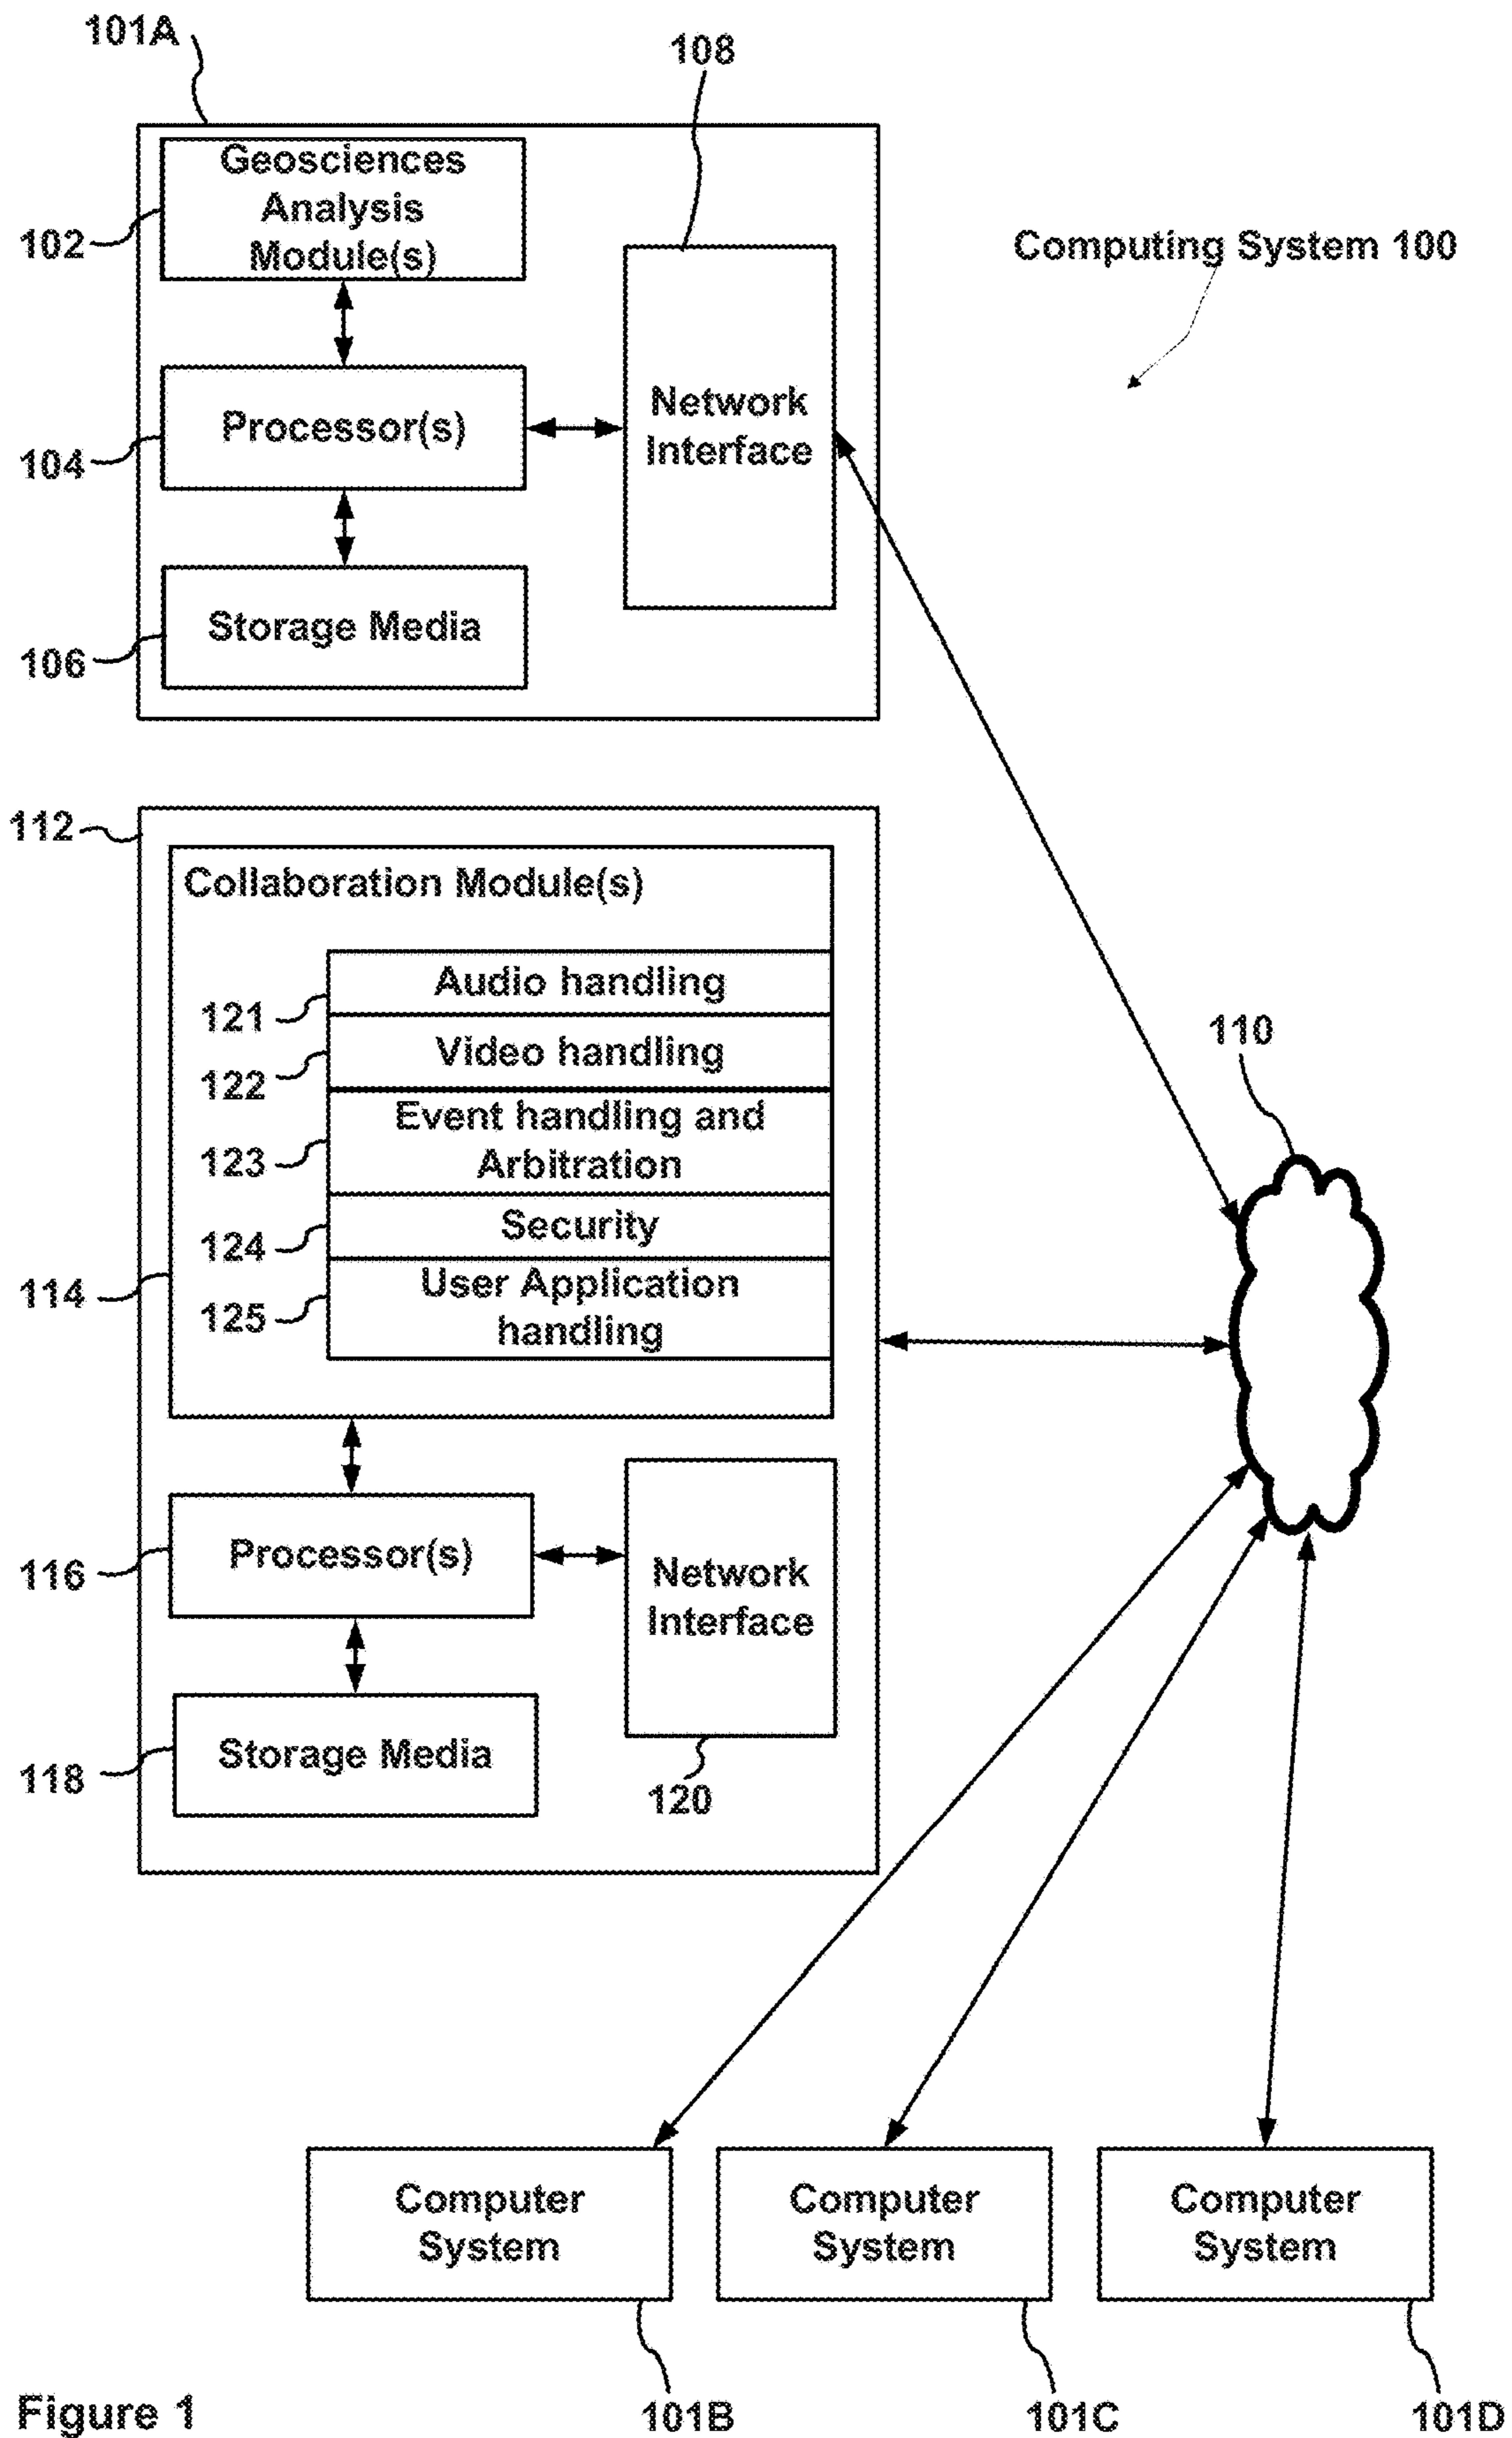 101A
108
Geosciences
Analysis
Module(s)
102
Computing System 100
Processor(s)
104
Network
Interface
Storage Media
106
112
Collaboration Module(s)
Audio handling
121
Video handling
122
Event handling and
Arbitration
123
Security
124
114
User Application
handling
125
110
Processor(s)
116
Network
Interface
Storage Media
118
120
Computer
System
Computer
System
Computer
System
101B
101C
101D
Figure 1